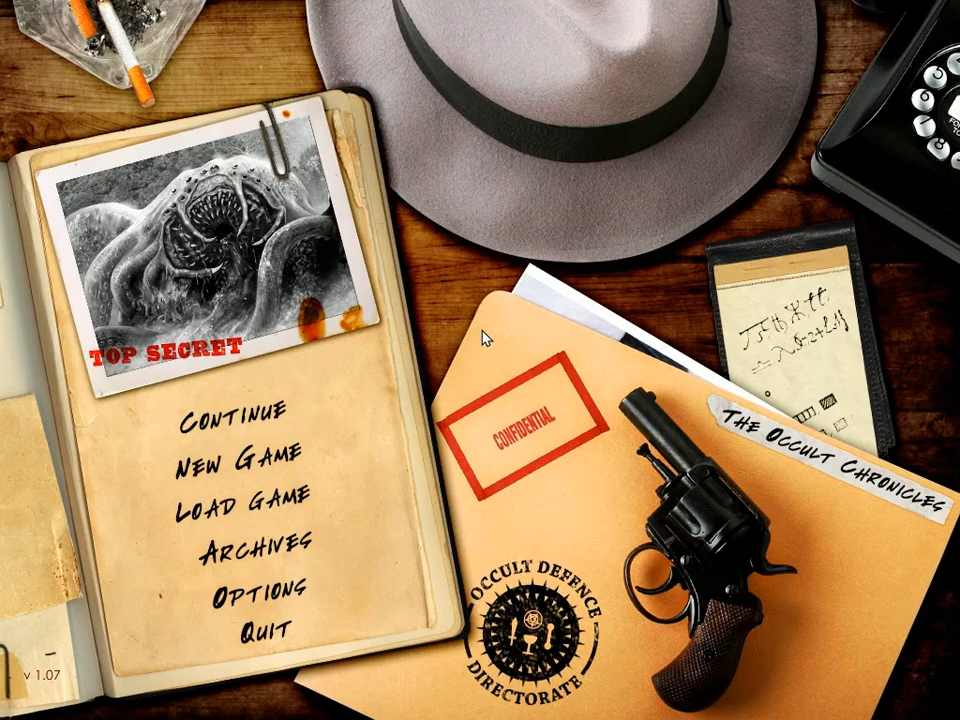 TOP SECRET
CONTINUE
NEW GAME
LOAD GAME
ARCHIVES
OPTIONS
QUIT
v 1.07
CONFIDENTIAL
THE OCCULT CHRONICLES
OCCULT DEFENCE
DIRECTORATE